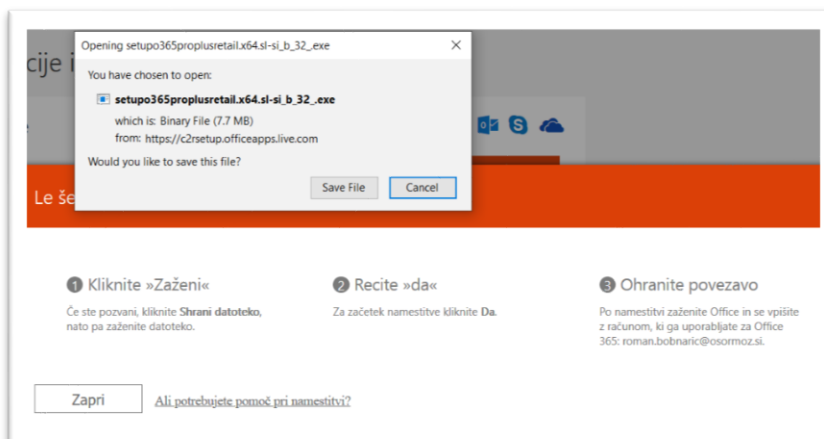 Opening setupo365proplusretail.x64.sl-si_b_32_.exe
cije i
You have chosen to open:
setupo365proplusretail.x64.sl-si_b_32_.exe
which is: Binary File (7.7 MB)
from: https://c2rsetup.officeapps.live.com
Would you like to save this file?
Save File
Cancel
Le še
1 Kliknite »Zaženi«
Če ste pozvani, kliknite Shrani datoteko,
nato pa zaženite datoteko.
2 Recite »da«
Za začetek namestitve kliknite Da.
3 Ohranite povezavo
Po namestitvi zaženite Office in se vpišite
z računom, ki ga uporabljate za Office
365: roman.bobnaric@osormoz.si.
Zapri
Ali potrebujete pomoč pri namestitvi?